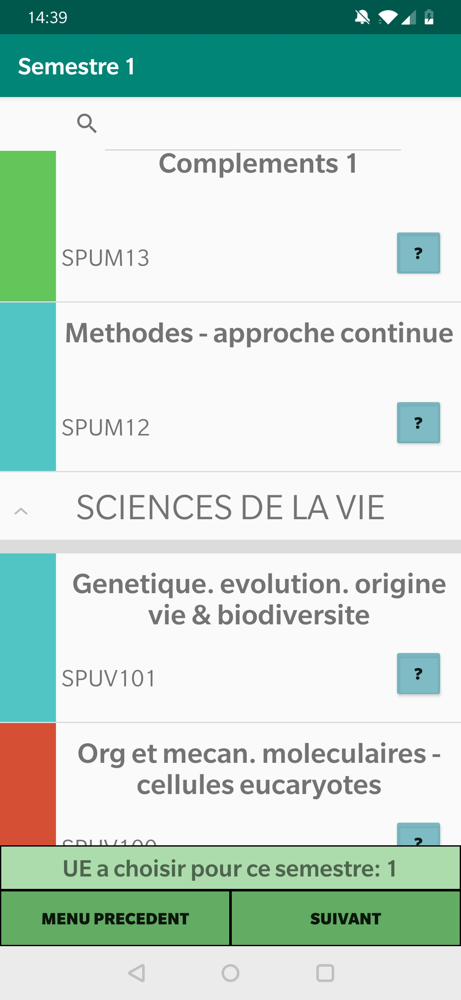 14:39
Semestre 1
Complements 1
SPUM13
?
Methodes - approche continue
SPUM12
?
SCIENCES DE LA VIE
Genetique. evolution. origine
vie & biodiversite
SPUV101
?
Org et mecan. moleculaires -
cellules eucaryotes
SPUV100
?
UE a choisir pour ce semestre: 1
MENU PRECEDENT
SUIVANT